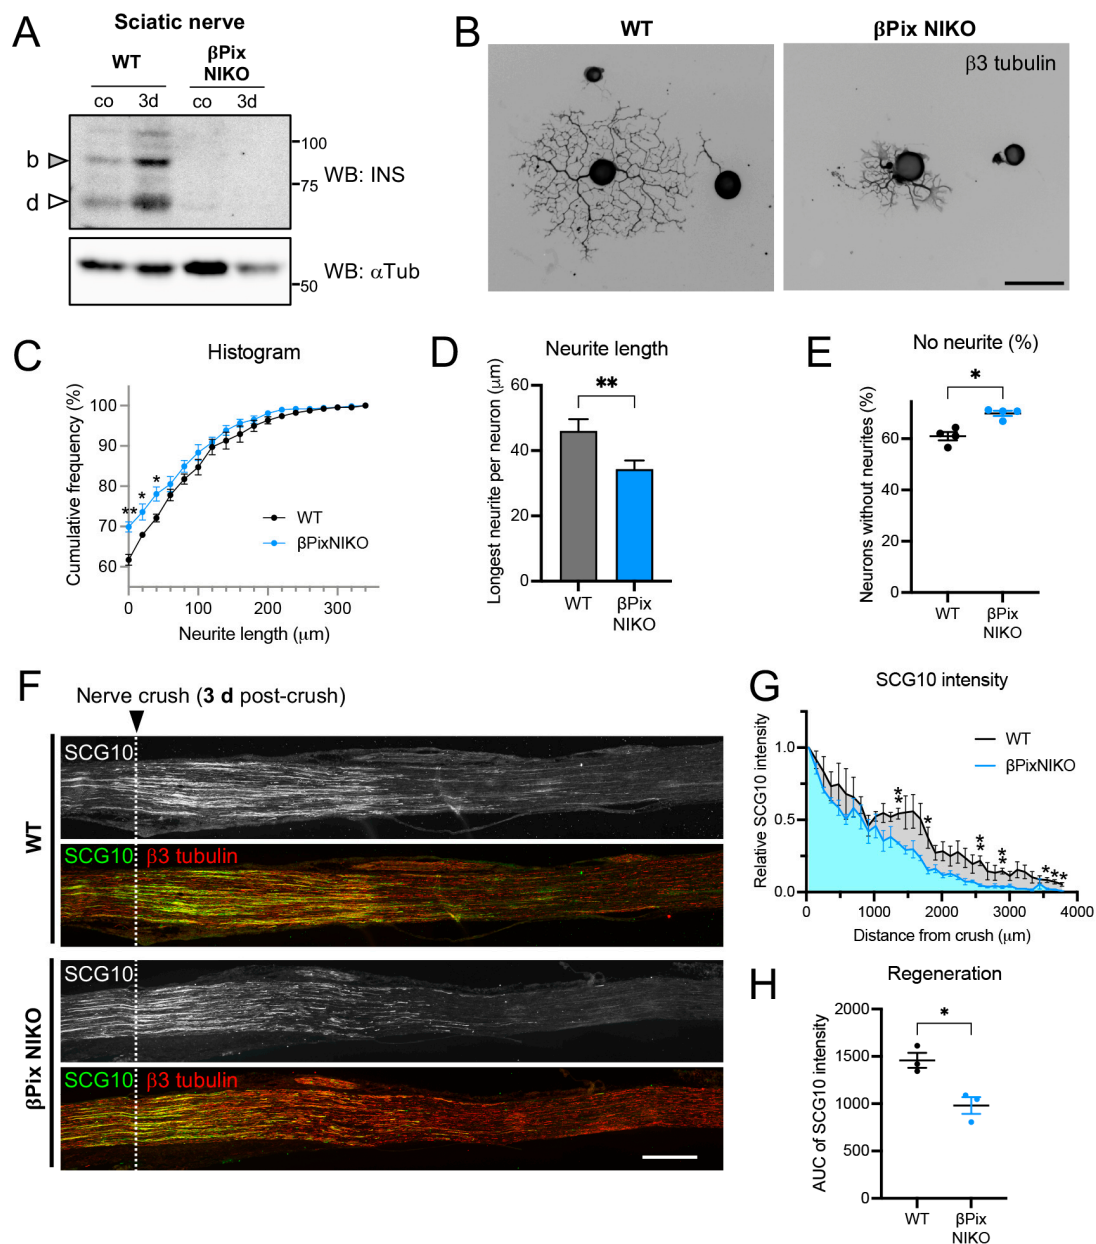 A
Sciatic nerve
WT
βPix
NIKO
co
3d
co
3d
100
b
WB: INS
75
d
WB: αTub
50
B
WT
βPix NIKO
β3 tubulin
C
Histogram
Cumulative frequency (%)
100
90
80
70
60
**
*
*
WT
βPixNIKO
0
100
200
300
Neurite length (μm)
D
Neurite length
Longest neurite per neuron (μm)
60
40
20
0
**
WT
βPix
NIKO
E
No neurite (%)
Neurons without neurites (%)
60
40
20
0
*
WT
βPix
NIKO
F
Nerve crush (3 d post-crush)
WT
SCG10
SCG10 β3 tubulin
βPix NIKO
SCG10
SCG10 β3 tubulin
G
SCG10 intensity
Relative SCG10 intensity
1.0
0.5
0.0
WT
βPixNIKO
**
*
**
**
***
0
1000
2000
3000
4000
Distance from crush (μm)
H
Regeneration
AUC of SCG10 intensity
2000
1500
1000
500
0
*
WT
βPix
NIKO